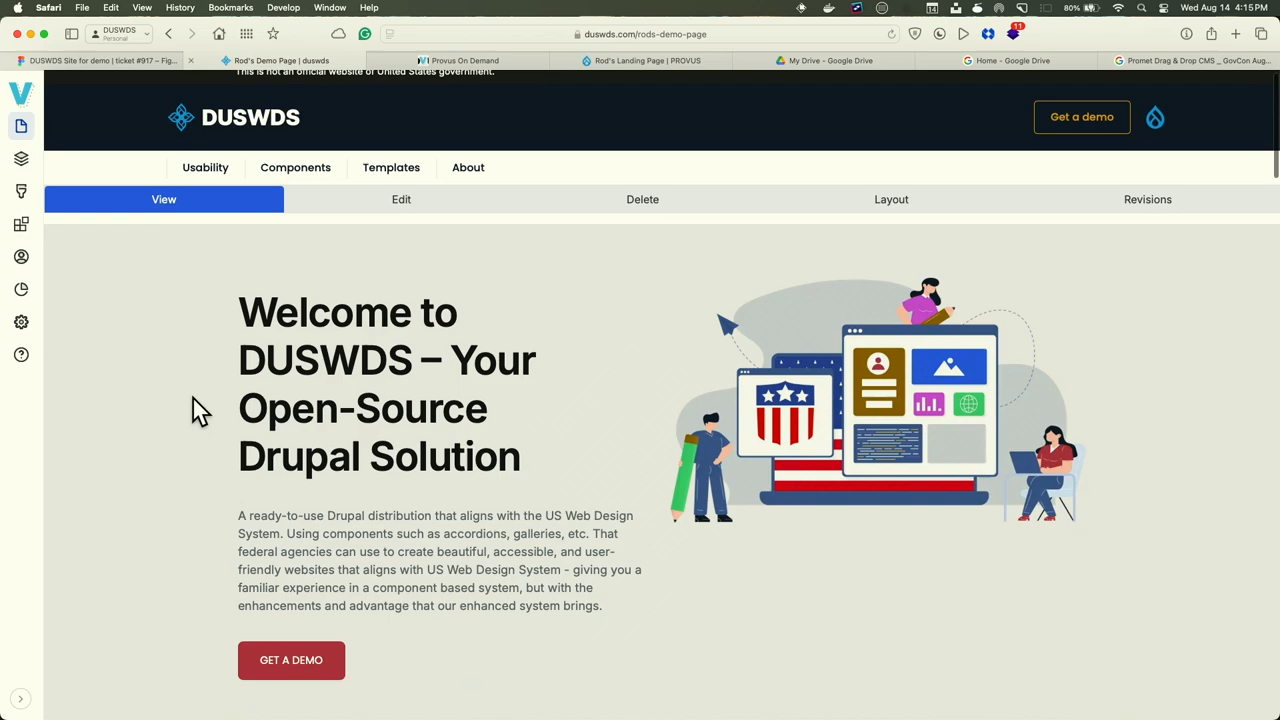 Safari File Edit View History Bookmarks Develop Window Help 80% Wed Aug 14 4:15 PM
DUSWDS
Personal
duswds.com/rods-demo-page
11
DUSWDS Site for demo | ticket #917 – Fig...
Rod's Demo Page | duswds
Provus On Demand
Rod's Landing Page | PROVUS
My Drive - Google Drive
Home - Google Drive
Promet Drag & Drop CMS _ GovCon Aug...
This is not an official website of United States government.
DUSWDS
Get a demo
Usability Components Templates About
View Edit Delete Layout Revisions
Welcome to
DUSWDS – Your
Open-Source
Drupal Solution
A ready-to-use Drupal distribution that aligns with the US Web Design
System. Using components such as accordions, galleries, etc. That
federal agencies can use to create beautiful, accessible, and user-
friendly websites that aligns with US Web Design System - giving you a
familiar experience in a component based system, but with the
enhancements and advantage that our enhanced system brings.
GET A DEMO